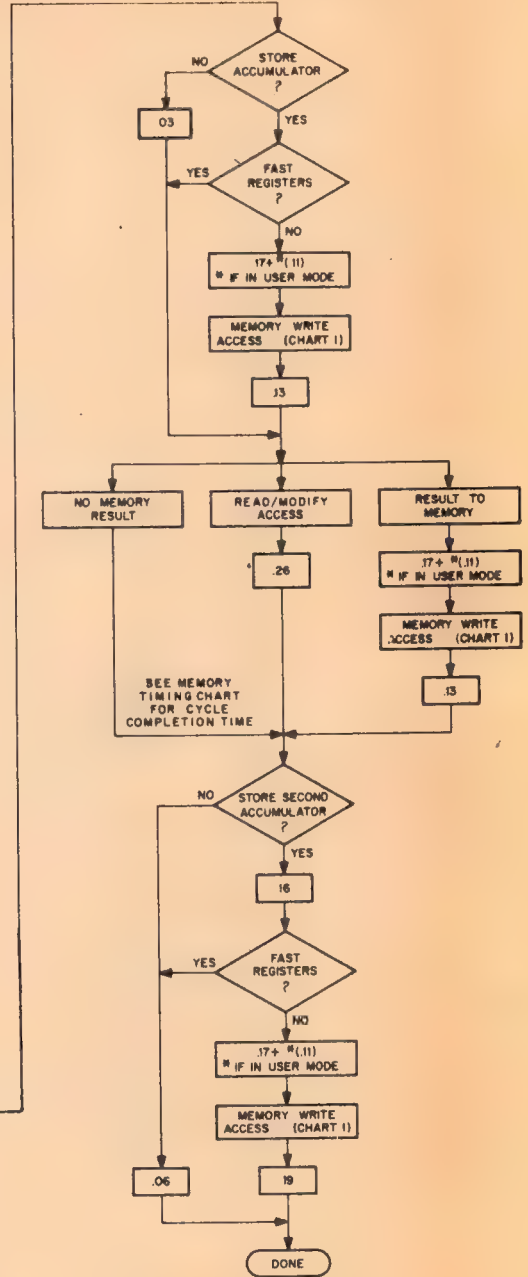 STORE
ACCUMULATOR
?
NO
YES
.03
FAST
REGISTERS
?
YES
NO
.17+ *(.11)
* IF IN USER MODE
MEMORY WRITE
ACCESS (CHART 1)
.13
NO MEMORY
RESULT
READ/MODIFY
ACCESS
RESULT TO
MEMORY
.26
.17+ *(.11)
* IF IN USER MODE
MEMORY WRITE
ACCESS (CHART 1)
.13
SEE MEMORY
TIMING CHART
FOR CYCLE
COMPLETION TIME
NO
STORE SECOND
ACCUMULATOR
?
YES
.16
FAST
REGISTERS
?
YES
NO
.17+ *(.11)
* IF IN USER MODE
MEMORY WRITE
ACCESS (CHART 1)
.06
.19
DONE